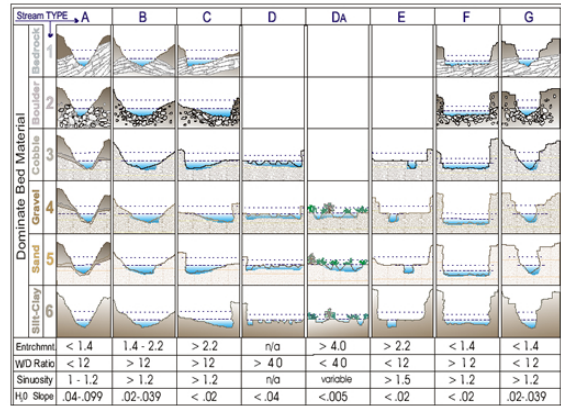 Stream TYPE A B C D DA E F G
Dominate Bed Material
Bedrock 1
Boulder 2
Cobble 3
Gravel 4
Sand 5
Slit-Clay 6
Entrchmnt. < 1.4 1.4 - 2.2 > 2.2 n/a > 4.0 > 2.2 < 1.4 < 1.4
W/D Ratio < 12 > 12 > 12 > 40 < 40 < 12 > 12 < 12
Sinuosity 1 - 1.2 > 1.2 > 1.2 n/a variable > 1.5 > 1.2 > 1.2
H20 Slope .04-.099 .02-.039 < .02 < .04 < .005 < .02 < .02 .02-.039